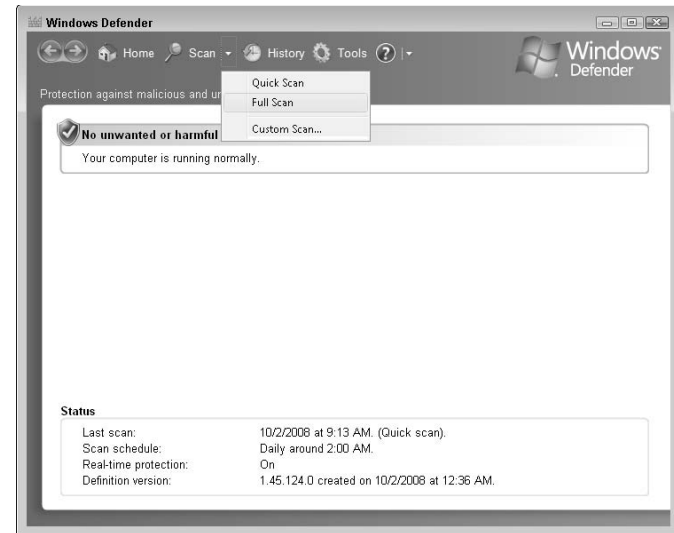 Windows Defender
Home Scan History Tools ?
Windows
Defender
Quick Scan
Full Scan
Custom Scan...
Protection against malicious and
No unwanted or harmful
Your computer is running normally.
Status
Last scan: 10/2/2008 at 9:13 AM. (Quick scan).
Scan schedule: Daily around 2:00 AM.
Real-time protection: On
Definition version: 1.45.124.0 created on 10/2/2008 at 12:36 AM.